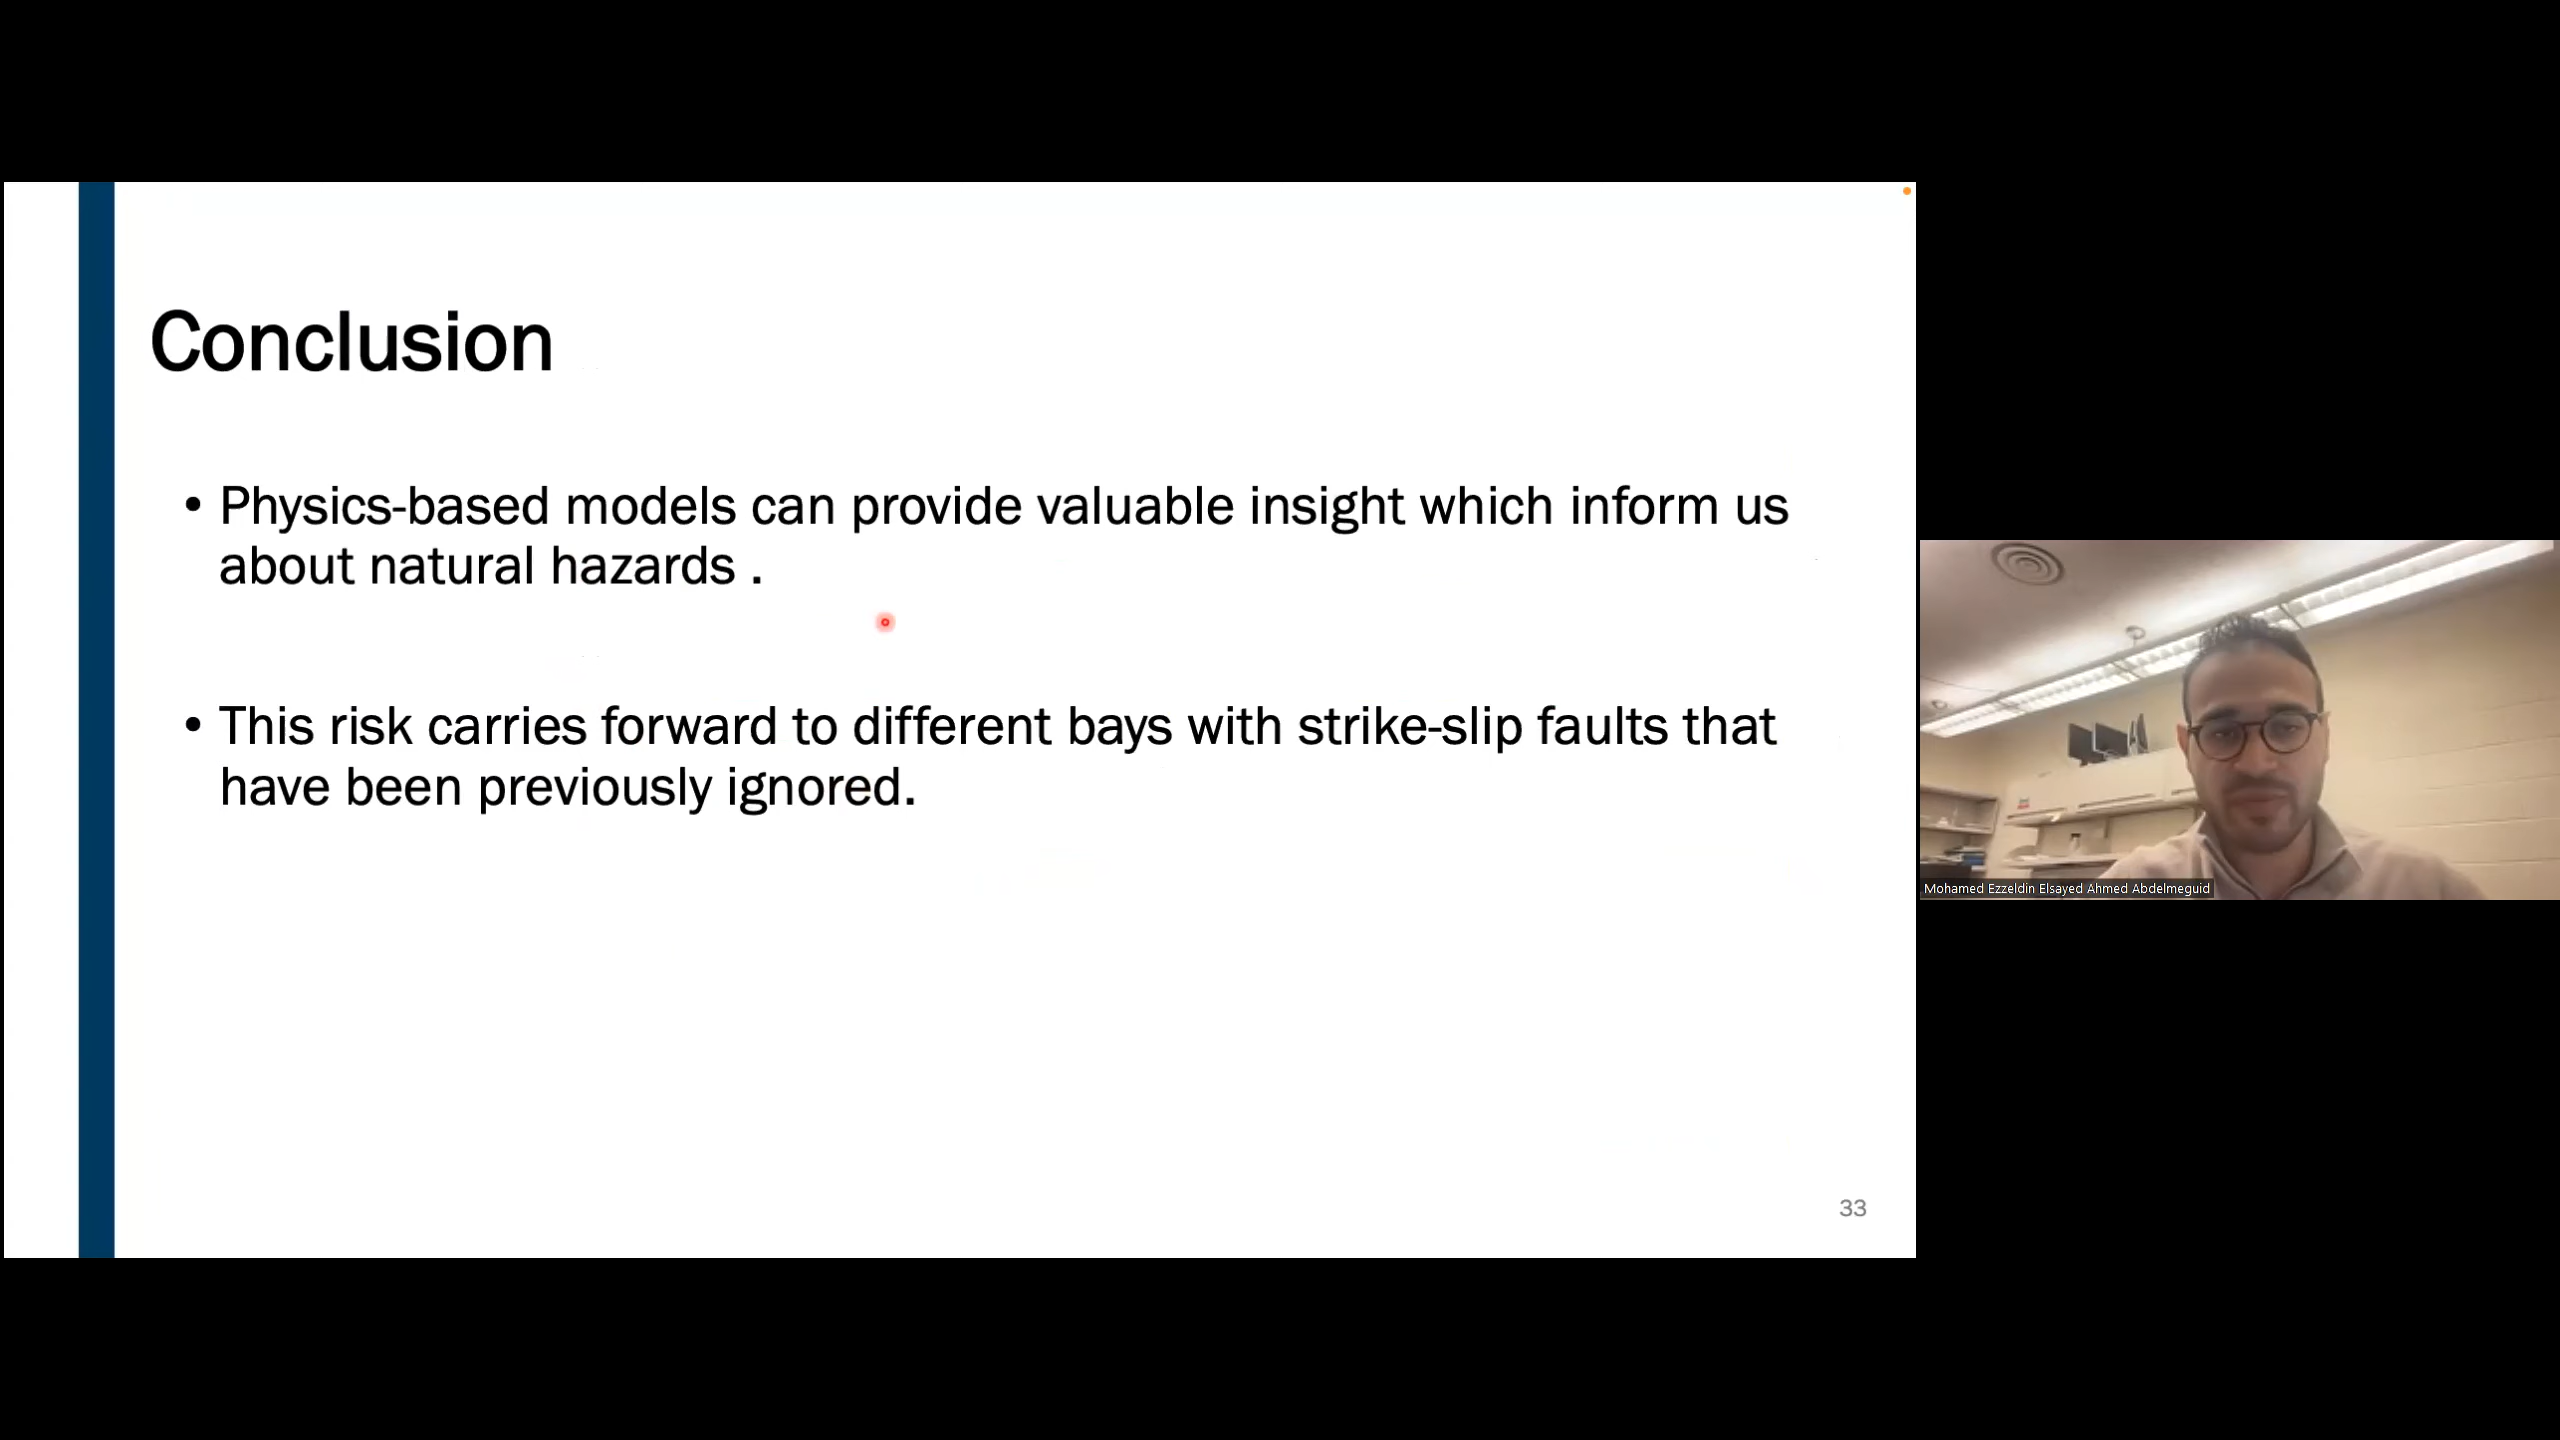 Conclusion
• Physics-based models can provide valuable insight which inform us
about natural hazards .
• This risk carries forward to different bays with strike-slip faults that
have been previously ignored.
33
Mohamed Ezzeldin Elsayed Ahmed Abdelmeguid